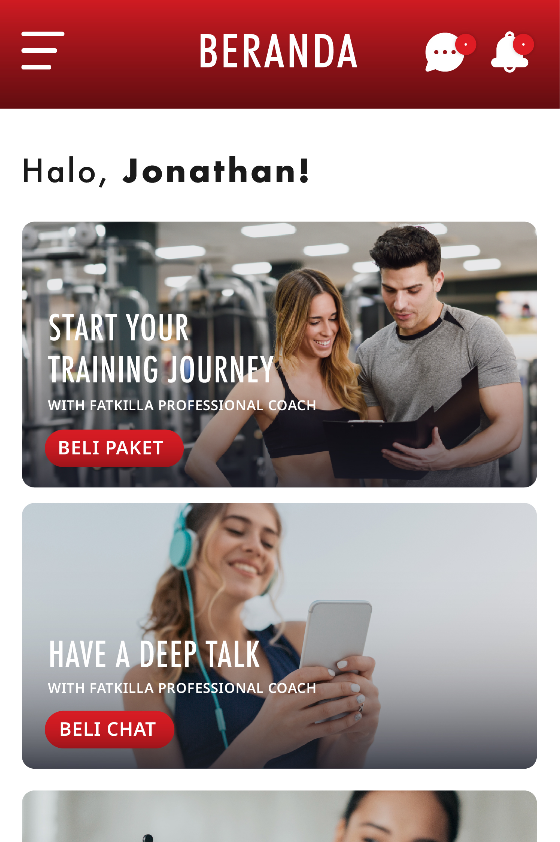 BERANDA
Halo, Jonathan!
START YOUR
TRAINING JOURNEY
WITH FATKILLA PROFESSIONAL COACH
BELI PAKET
HAVE A DEEP TALK
WITH FATKILLA PROFESSIONAL COACH
BELI CHAT